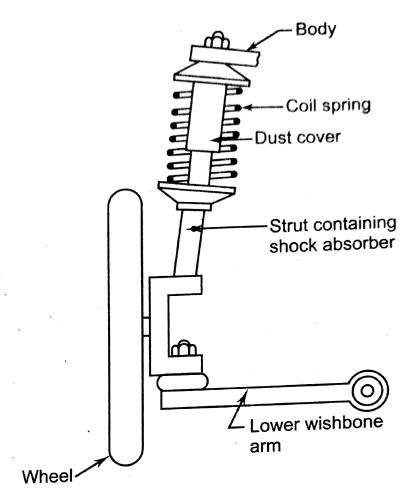 Body
Coil spring
Dust cover
Strut containing
shock absorber
Lower wishbone
arm
Wheel